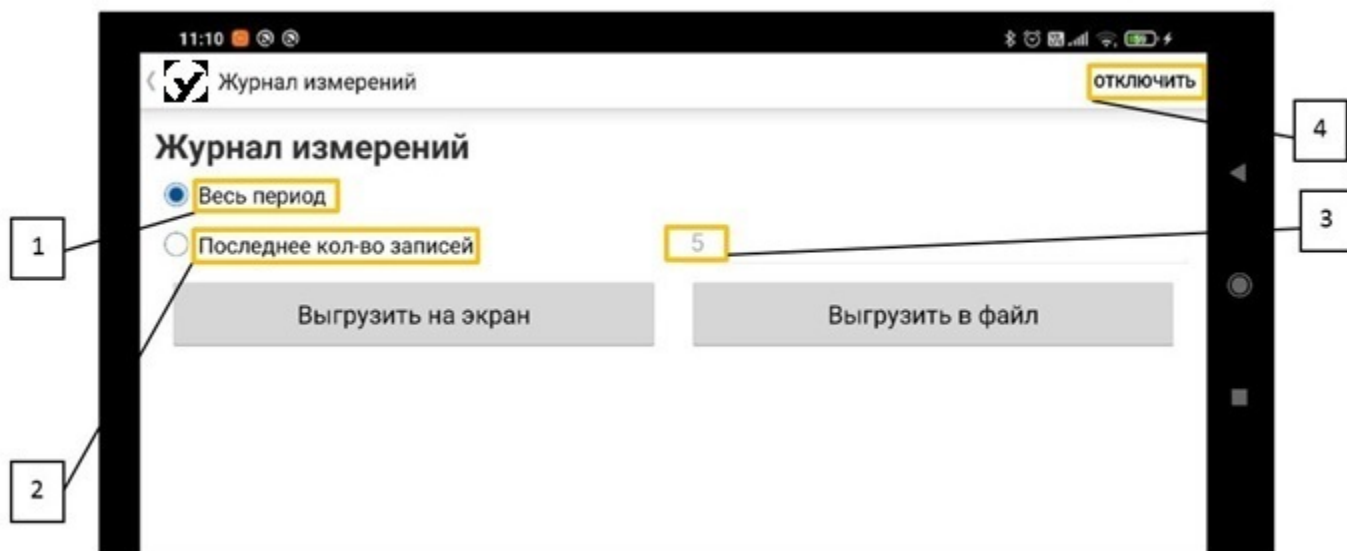 11:10
59
Журнал измерений
ОТКЛЮЧИТЬ
4
Журнал измерений
Весь период
3
1
Последнее кол-во записей
5
Выгрузить на экран
Выгрузить в файл
2